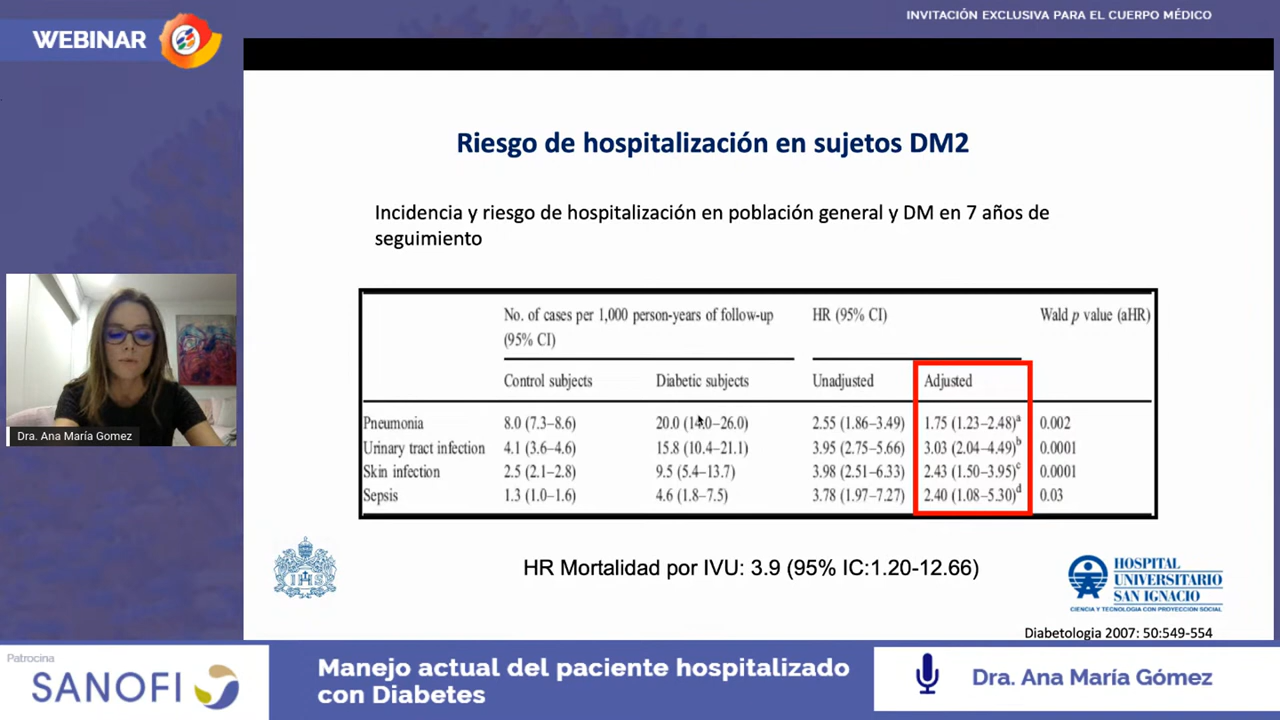 WEBINAR
INVITACIÓN EXCLUSIVA PARA EL CUERPO MÉDICO
Riesgo de hospitalización en sujetos DM2
Incidencia y riesgo de hospitalización en población general y DM en 7 años de
seguimiento
No. of cases per 1,000 person-years of follow-up
(95% CI)
HR (95% CI)
Wald p value (aHR)
Control subjects Diabetic subjects Unadjusted Adjusted
Pneumonia 8.0 (7.3–8.6) 20.0 (14.0–26.0) 2.55 (1.86–3.49) 1.75 (1.23–2.48)a 0.002
Urinary tract infection 4.1 (3.6–4.6) 15.8 (10.4–21.1) 3.95 (2.75–5.66) 3.03 (2.04–4.49)b 0.0001
Skin infection 2.5 (2.1–2.8) 9.5 (5.4–13.7) 3.98 (2.51–6.33) 2.43 (1.50–3.95)c 0.0001
Sepsis 1.3 (1.0–1.6) 4.6 (1.8–7.5) 3.78 (1.97–7.27) 2.40 (1.08–5.30)d 0.03
Dra. Ana María Gomez
HR Mortalidad por IVU: 3.9 (95% IC:1.20-12.66)
IHS
HOSPITAL
UNIVERSITARIO
SAN IGNACIO
CIENCIA Y TECNOLOGIA CON PROYECCION SOCIAL
Diabetologia 2007: 50:549-554
Patrocina
SANOFI
Manejo actual del paciente hospitalizado
con Diabetes
Dra. Ana María Gómez